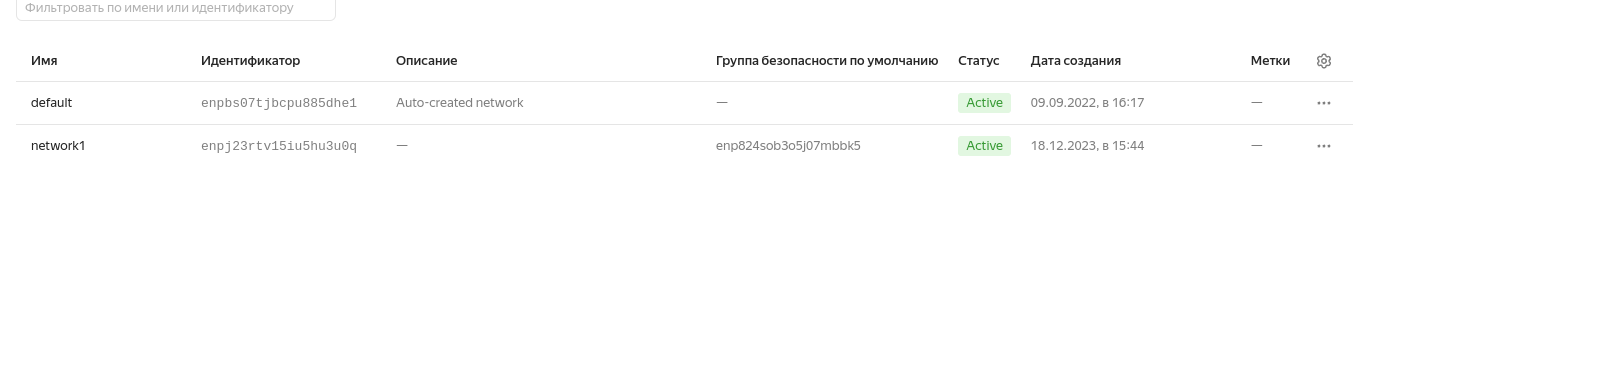 Фильтровать по имени или идентификатору
Имя Идентификатор Описание Группа безопасности по умолчанию Статус Дата создания Метки
default enpbs07tjbcpu885dhe1 Auto-created network — Active 09.09.2022, в 16:17 —
network1 enpj23rtv15iu5hu3u0q — enp824sob3o5j07mbbk5 Active 18.12.2023, в 15:44 —